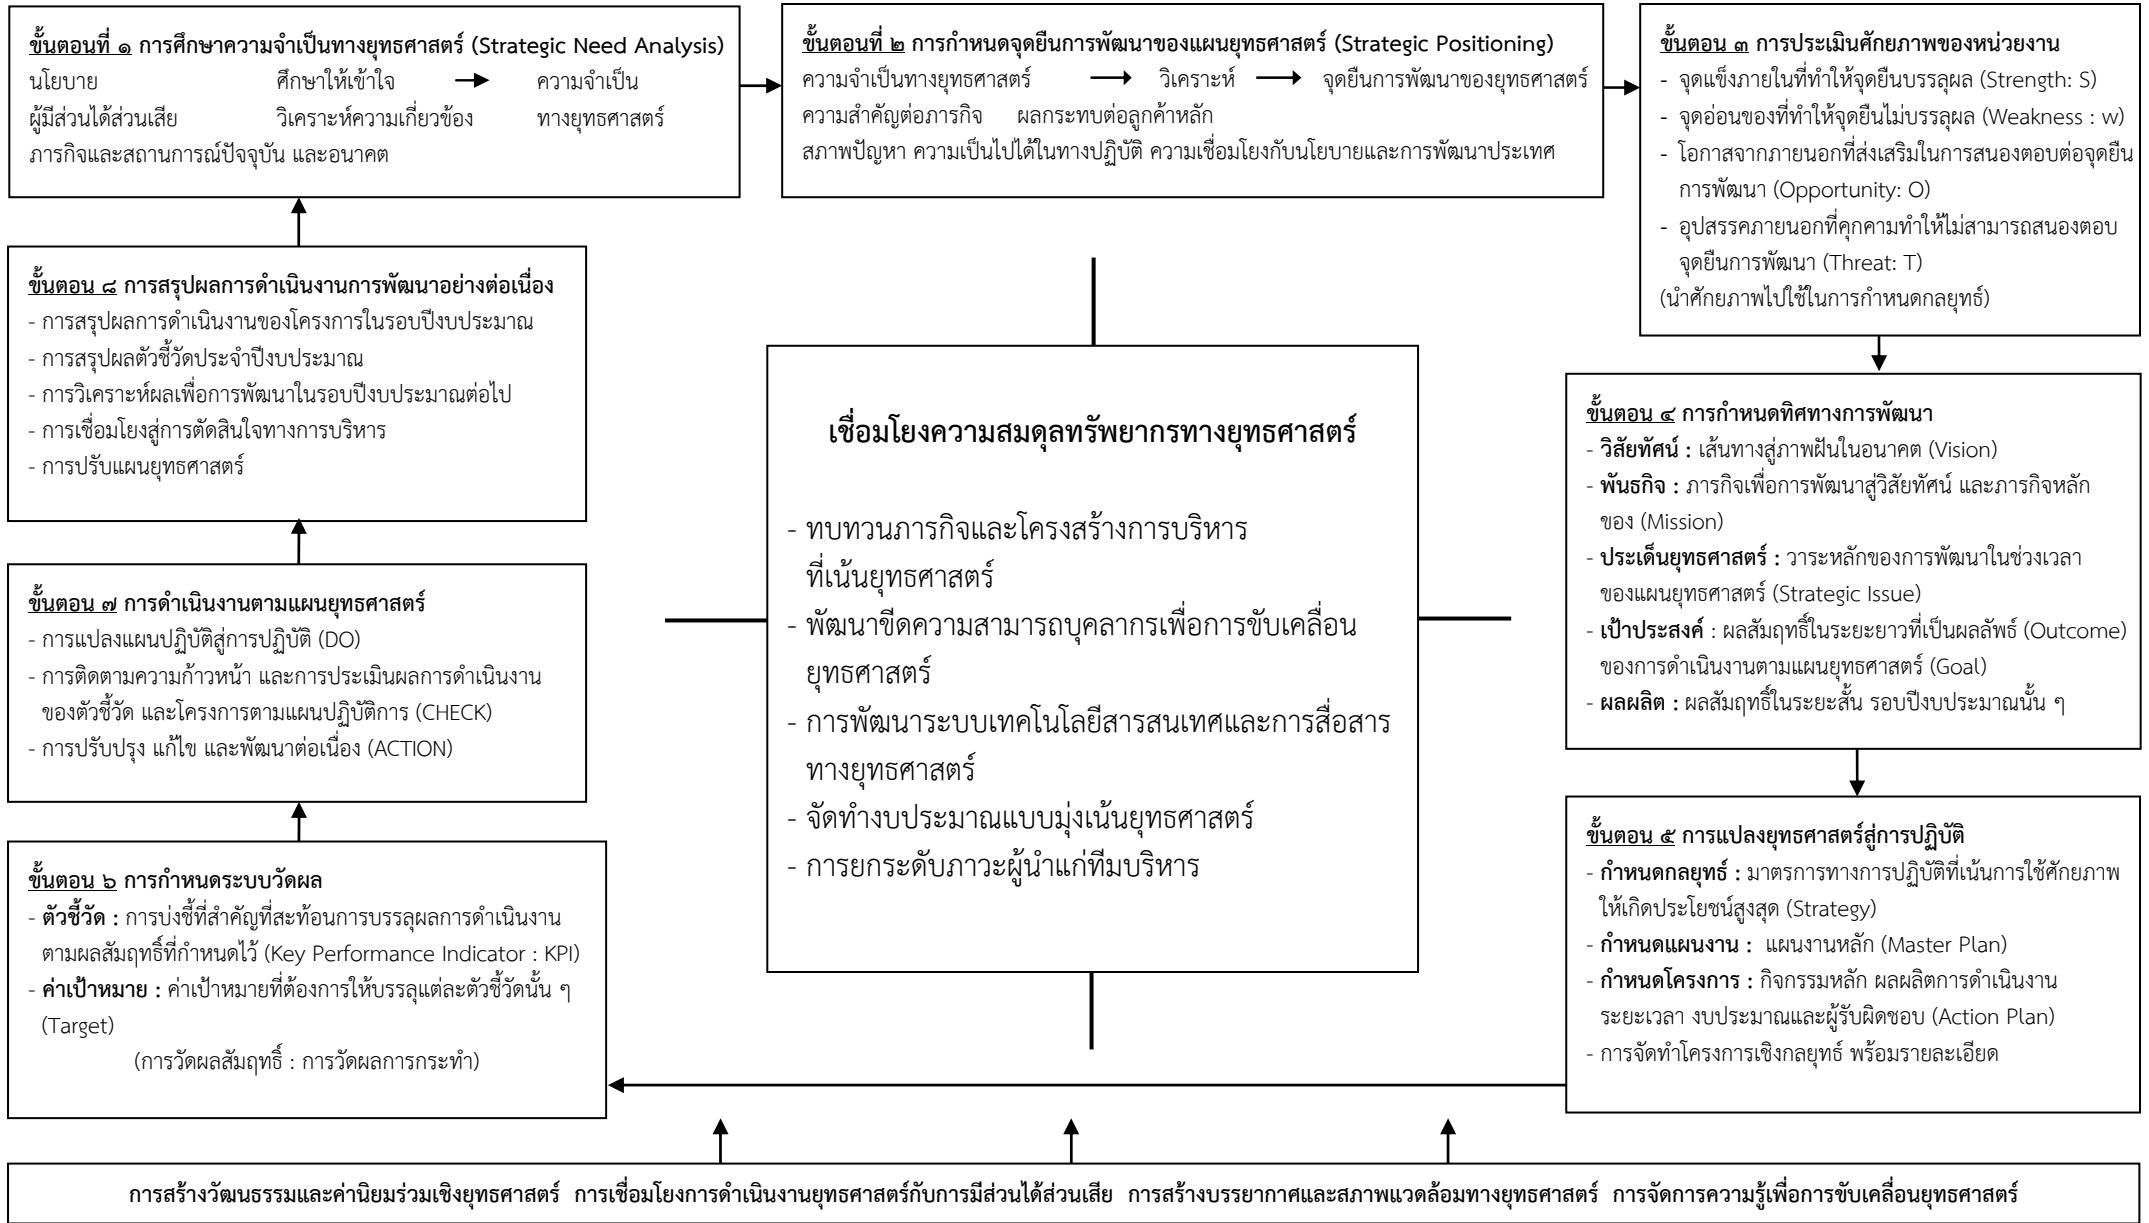 ขั้นตอนที่ ๑ การศึกษาความจำเป็นทางยุทธศาสตร์ (Strategic Need Analysis)
นโยบาย ศึกษาให้เข้าใจ → ความจำเป็น
ผู้มีส่วนได้ส่วนเสีย วิเคราะห์ความเกี่ยวข้อง ทางยุทธศาสตร์
ภารกิจและสถานการณ์ปัจจุบัน และอนาคต
ขั้นตอนที่ ๒ การกำหนดจุดยืนการพัฒนาของแผนยุทธศาสตร์ (Strategic Positioning)
ความจำเป็นทางยุทธศาสตร์ → วิเคราะห์ → จุดยืนการพัฒนาของยุทธศาสตร์
ความสำคัญต่อภารกิจ ผลกระทบต่อลูกค้าหลัก
สภาพปัญหา ความเป็นไปได้ในทางปฏิบัติ ความเชื่อมโยงกับนโยบายและการพัฒนาประเทศ
ขั้นตอน ๓ การประเมินศักยภาพของหน่วยงาน
- จุดแข็งภายในที่ทำให้จุดยืนบรรลุผล (Strength: S)
- จุดอ่อนของที่ทำให้จุดยืนไม่บรรลุผล (Weakness : w)
- โอกาสจากภายนอกที่ส่งเสริมในการสนองตอบต่อจุดยืน
การพัฒนา (Opportunity: O)
- อุปสรรคภายนอกที่คุกคามทำให้ไม่สามารถสนองตอบ
จุดยืนการพัฒนา (Threat: T)
(นำศักยภาพไปใช้ในการกำหนดกลยุทธ์)
ขั้นตอน ๔ การกำหนดทิศทางการพัฒนา
- วิสัยทัศน์ : เส้นทางสู่ภาพฝันในอนาคต (Vision)
- พันธกิจ : ภารกิจเพื่อการพัฒนาสู่วิสัยทัศน์ และภารกิจหลัก
ของ (Mission)
- ประเด็นยุทธศาสตร์ : วาระหลักของการพัฒนาในช่วงเวลา
ของแผนยุทธศาสตร์ (Strategic Issue)
- เป้าประสงค์ : ผลสัมฤทธิ์ในระยะยาวที่เป็นผลลัพธ์ (Outcome)
ของการดำเนินงานตามแผนยุทธศาสตร์ (Goal)
- ผลผลิต : ผลสัมฤทธิ์ในระยะสั้น รอบปีงบประมาณนั้น ๆ
ขั้นตอน ๕ การแปลงยุทธศาสตร์สู่การปฏิบัติ
- กำหนดกลยุทธ์ : มาตรการทางการปฏิบัติที่เน้นการใช้ศักยภาพ
ให้เกิดประโยชน์สูงสุด (Strategy)
- กำหนดแผนงาน : แผนงานหลัก (Master Plan)
- กำหนดโครงการ : กิจกรรมหลัก ผลผลิตการดำเนินงาน
ระยะเวลา งบประมาณและผู้รับผิดชอบ (Action Plan)
- การจัดทำโครงการเชิงกลยุทธ์ พร้อมรายละเอียด
ขั้นตอน ๖ การกำหนดระบบวัดผล
- ตัวชี้วัด : การบ่งชี้ที่สำคัญที่สะท้อนการบรรลุผลการดำเนินงาน
ตามผลสัมฤทธิ์ที่กำหนดไว้ (Key Performance Indicator : KPI)
- ค่าเป้าหมาย : ค่าเป้าหมายที่ต้องการให้บรรลุแต่ละตัวชี้วัดนั้น ๆ
(Target)
(การวัดผลสัมฤทธิ์ : การวัดผลการกระทำ)
ขั้นตอน ๗ การดำเนินงานตามแผนยุทธศาสตร์
- การแปลงแผนปฏิบัติสู่การปฏิบัติ (DO)
- การติดตามความก้าวหน้า และการประเมินผลการดำเนินงาน
ของตัวชี้วัด และโครงการตามแผนปฏิบัติการ (CHECK)
- การปรับปรุง แก้ไข และพัฒนาต่อเนื่อง (ACTION)
ขั้นตอน ๘ การสรุปผลการดำเนินงานการพัฒนาอย่างต่อเนื่อง
- การสรุปผลการดำเนินงานของโครงการในรอบปีงบประมาณ
- การสรุปผลตัวชี้วัดประจำปีงบประมาณ
- การวิเคราะห์ผลเพื่อการพัฒนาในรอบปีงบประมาณต่อไป
- การเชื่อมโยงสู่การตัดสินใจทางการบริหาร
- การปรับแผนยุทธศาสตร์
เชื่อมโยงความสมดุลทรัพยากรทางยุทธศาสตร์
- ทบทวนภารกิจและโครงสร้างการบริหาร
ที่เน้นยุทธศาสตร์
- พัฒนาขีดความสามารถบุคลากรเพื่อการขับเคลื่อน
ยุทธศาสตร์
- การพัฒนาระบบเทคโนโลยีสารสนเทศและการสื่อสาร
ทางยุทธศาสตร์
- จัดทำงบประมาณแบบมุ่งเน้นยุทธศาสตร์
- การยกระดับภาวะผู้นำแก่ทีมบริหาร
การสร้างวัฒนธรรมและค่านิยมร่วมเชิงยุทธศาสตร์ การเชื่อมโยงการดำเนินงานยุทธศาสตร์กับการมีส่วนได้ส่วนเสีย การสร้างบรรยากาศและสภาพแวดล้อมทางยุทธศาสตร์ การจัดการความรู้เพื่อการขับเคลื่อนยุทธศาสตร์